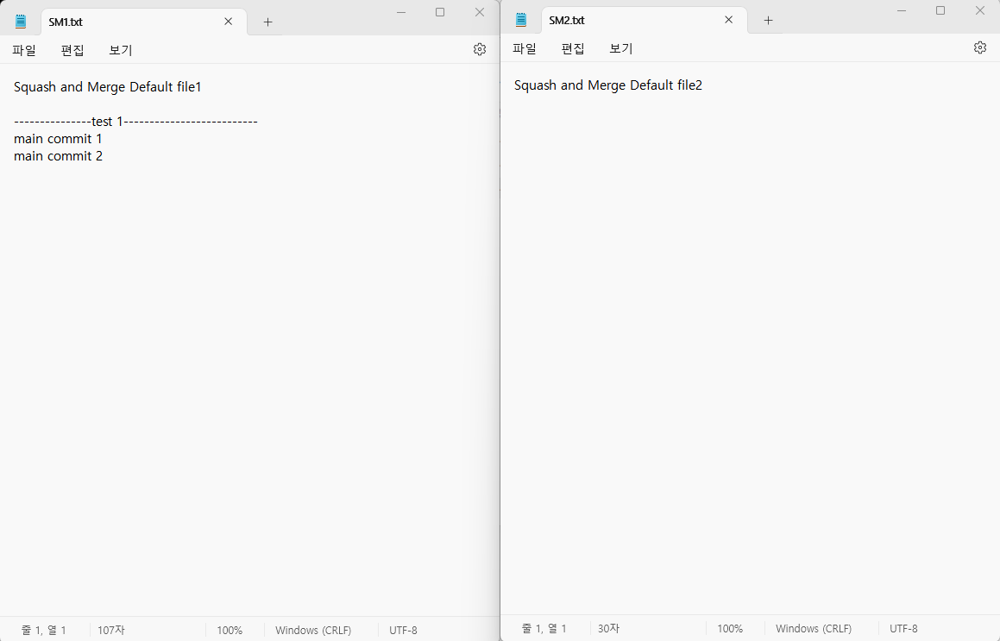 SM1.txt
파일 편집 보기
Squash and Merge Default file1
---------------test 1--------------------------
main commit 1
main commit 2
줄 1, 열 1 107자 100% Windows (CRLF) UTF-8
SM2.txt
파일 편집 보기
Squash and Merge Default file2
줄 1, 열 1 30자 100% Windows (CRLF) UTF-8